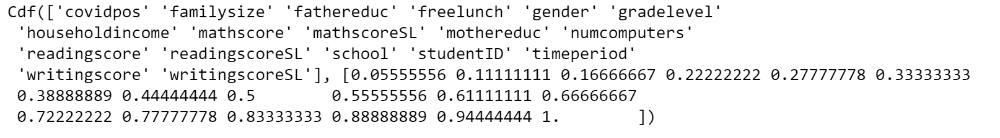 Cdf(['covidpos' 'familysize' 'fathereduc' 'freelunch' 'gender' 'gradelevel'
 'householdincome' 'mathscore' 'mathscoreSL' 'mothereduc' 'numcomputers'
 'readingscore' 'readingscoreSL' 'school' 'studentID' 'timeperiod'
 'writingscore' 'writingscoreSL'], [0.05555556 0.11111111 0.16666667 0.22222222 0.27777778 0.33333333
 0.38888889 0.44444444 0.5        0.55555556 0.61111111 0.66666667
 0.72222222 0.77777778 0.83333333 0.88888889 0.94444444 1.        ])